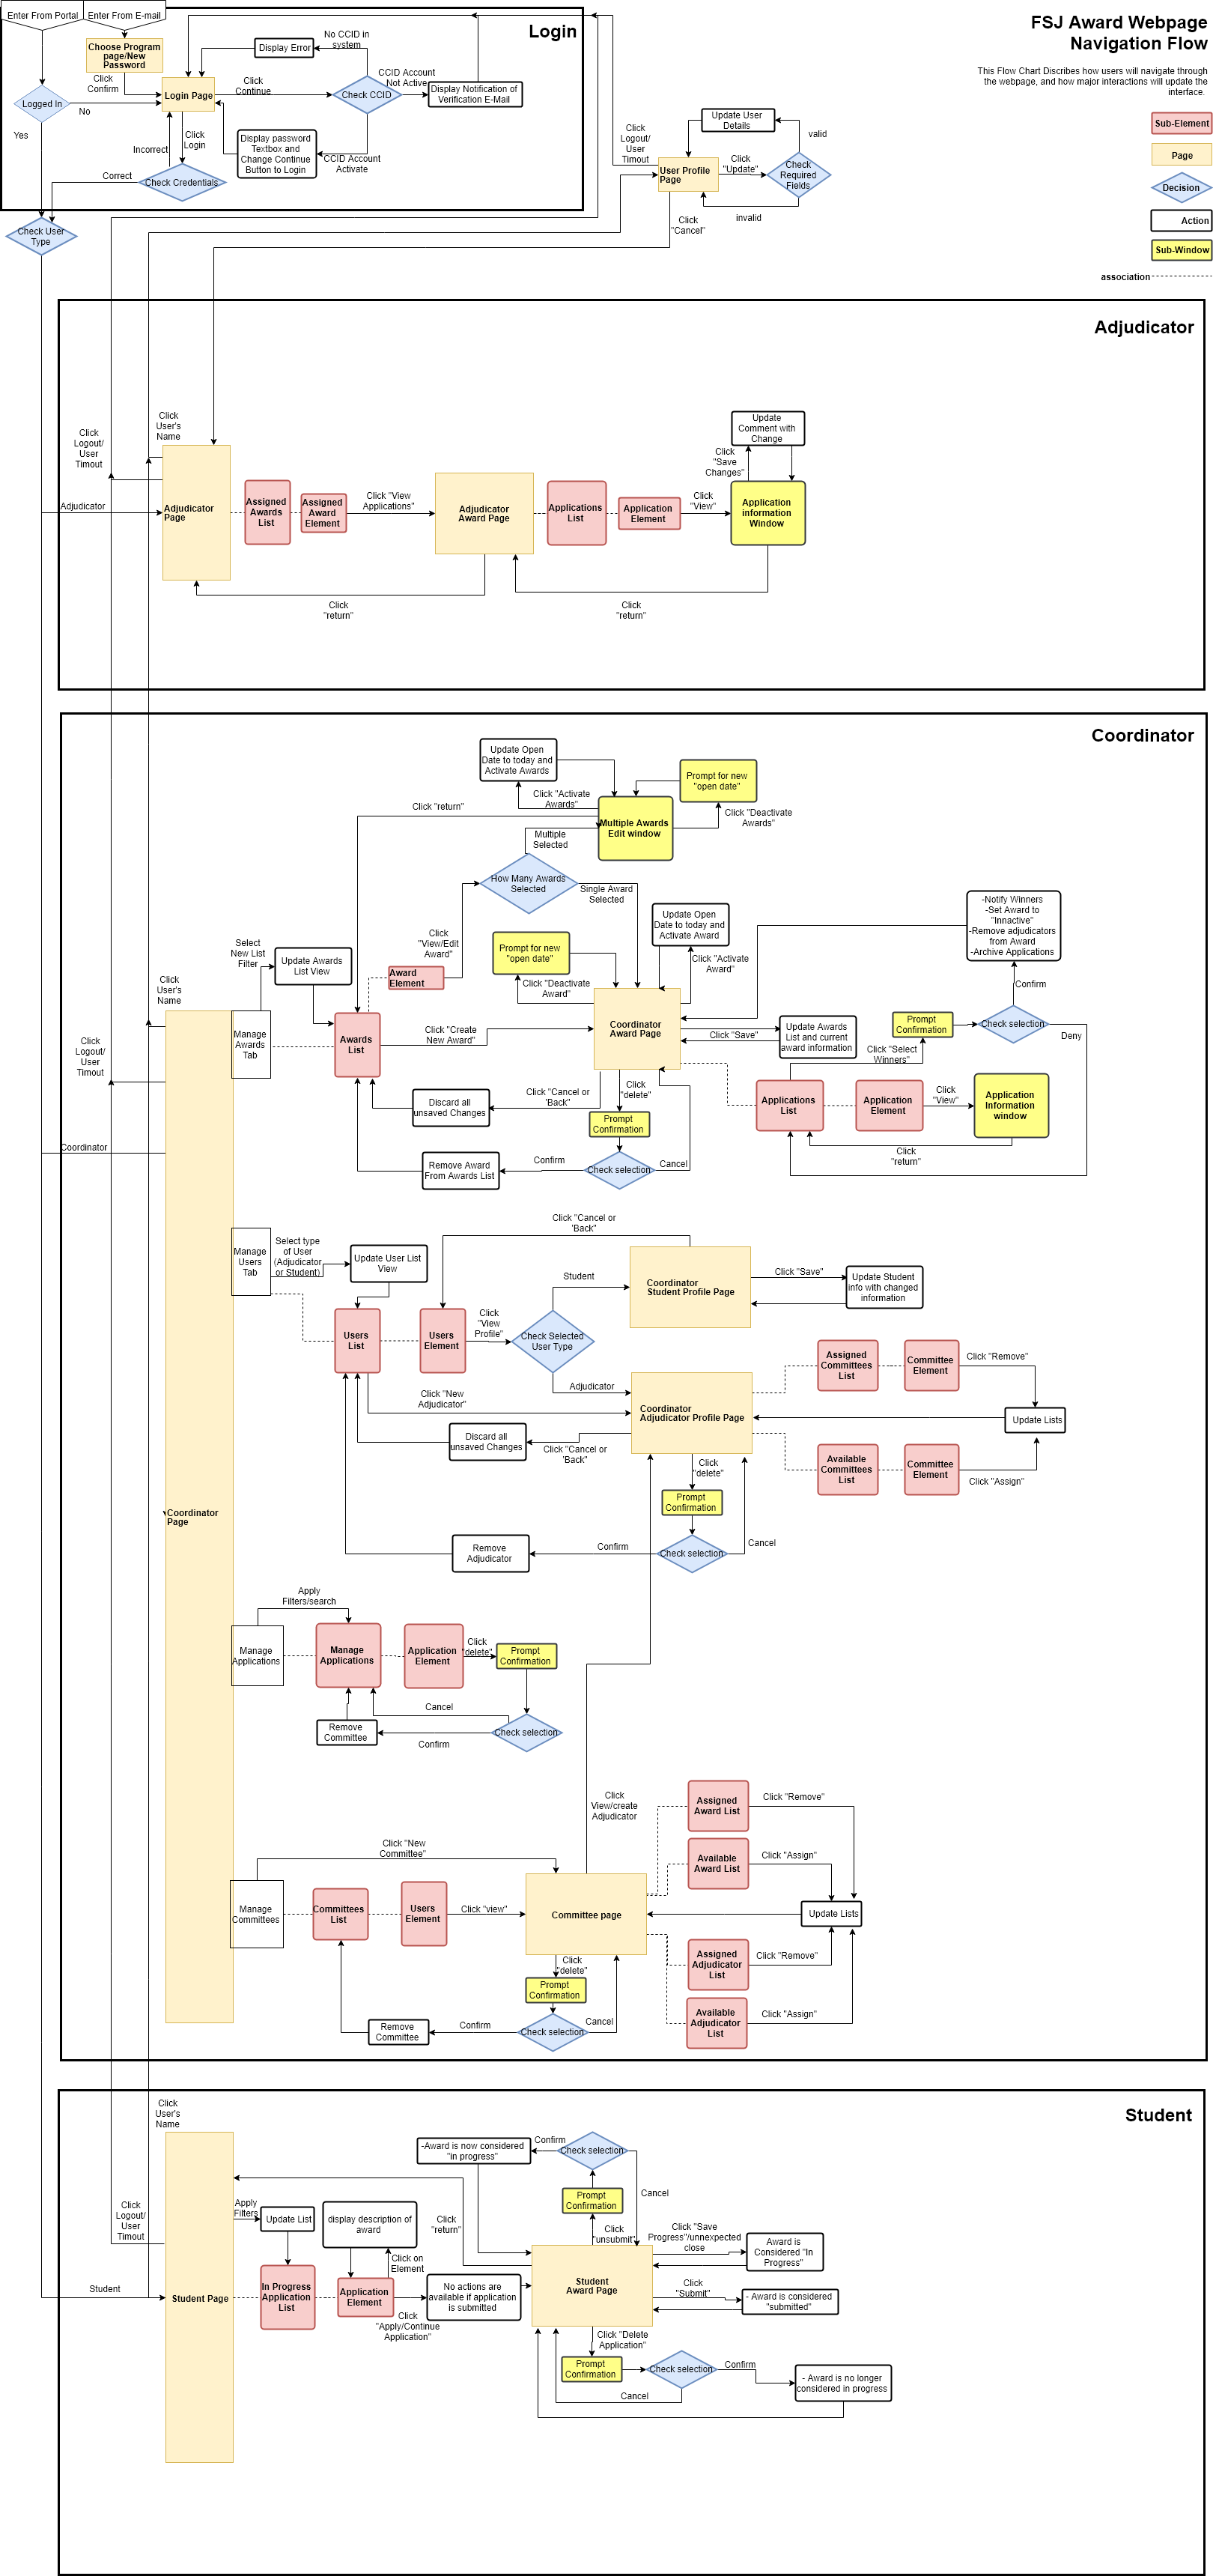 Enter From Portal
Enter From E-mail
Choose Program
page/New
Password
Click
Confirm
Logged In
No
Yes
Login Page
Click
Continue
Display Error
No CCID in
system
Check CCID
CCID Account
Not Active
Display Notification of
Verification E-Mail
Login
Click
Login
Incorrect
Correct
Check Credentials
Display password
Textbox and
Change Continue
Button to Login
CCID Account
Activate
Check User
Type
Click
Logout/
User
Timout
User Profile
Page
Click
"Update"
Update User
Details
valid
Check
Required
Fields
invalid
Click
"Cancel"
FSJ Award Webpage
Navigation Flow
This Flow Chart Discribes how users will navigate through
the webpage, and how major interactions will update the
interface.
Sub-Element
Page
Decision
Action
Sub-Window
association
Adjudicator
Click
User's
Name
Click
Logout/
User
Timout
Adjudicator
Adjudicator
Page
Assigned
Awards
List
Assigned
Award
Element
Click "View
Applications"
Adjudicator
Award Page
Applications
List
Application
Element
Click
"View"
Click
"Save
Changes"
Update
Comment with
Change
Application
information
Window
Click
"return"
Click
"return"
Coordinator
Update Open
Date to today and
Activate Awards
Click "Activate
Awards"
Prompt for new
"open date"
Click "Deactivate
Awards"
Click "return"
Multiple Awards
Edit window
Multiple
Selected
How Many Awards
Selected
Single Award
Selected
Click
"View/Edit
Award"
Select
New List
Filter
Update Awards
List View
Award
Element
Prompt for new
"open date"
Click "Deactivate
Award"
Update Open
Date to today and
Activate Award
Click "Activate
Award"
-Notify Winners
-Set Award to
"Innactive"
-Remove adjudicators
from Award
-Archive Applications
Confirm
Click
User's
Name
Click
Logout/
User
Timout
Manage
Awards
Tab
Awards
List
Click "Create
New Award"
Coordinator
Award Page
Click "Save"
Update Awards
List and current
award information
Prompt
Confirmation
Check selection
Deny
Click "Select
Winners"
Click "Cancel or
'Back"
Click
"delete"
Discard all
unsaved Changes
Prompt
Confirmation
Applications
List
Application
Element
Click
"View"
Application
Information
window
Click
"return"
Coordinator
Remove Award
From Awards List
Confirm
Check selection
Cancel
Manage
Users
Tab
Select type
of User
(Adjudicator
or Student)
Update User List
View
Click "Cancel or
'Back"
Student
Coordinator
Student Profile Page
Click "Save"
Update Student
info with changed
information
Users
List
Users
Element
Click
"View
Profile"
Check Selected
User Type
Adjudicator
Click "New
Adjudicator"
Coordinator
Adjudicator Profile Page
Assigned
Committees
List
Committee
Element
Click "Remove"
Update Lists
Available
Committees
List
Committee
Element
Click "Assign"
Discard all
unsaved Changes
Click "Cancel or
'Back"
Click
"delete"
Prompt
Confirmation
Coordinator
Page
Remove
Adjudicator
Confirm
Check selection
Cancel
Apply
Filters/search
Manage
Applications
Manage
Applications
Application
Element
Click
"delete"
Prompt
Confirmation
Cancel
Remove
Committee
Confirm
Check selection
Click
View/create
Adjudicator
Assigned
Award List
Click "Remove"
Available
Award List
Click "Assign"
Click "New
Committee"
Manage
Committees
Committees
List
Users
Element
Click "view"
Committee page
Update Lists
Assigned
Adjudicator
List
Click "Remove"
Available
Adjudicator
List
Click "Assign"
Click
"delete"
Prompt
Confirmation
Remove
Committee
Confirm
Check selection
Cancel
Student
Click
User's
Name
-Award is now considered
"in progress"
Confirm
Check selection
Cancel
Prompt
Confirmation
Click
"unsubmit"
Click
Logout/
User
Timout
Apply
Filters
Update List
display description of
award
Click on
Element
Click
"return"
Click "Save
Progress"/unexpected
close
Award is
Considered "In
Progress"
Student
Student Page
In Progress
Application
List
Application
Element
Click
"Apply/Continue
Application"
No actions are
available if application
is submitted
Student
Award Page
Click
"Submit"
- Award is considered
"submitted"
Click "Delete
Application"
Prompt
Confirmation
Check selection
Confirm
Cancel
- Award is no longer
considered in progress